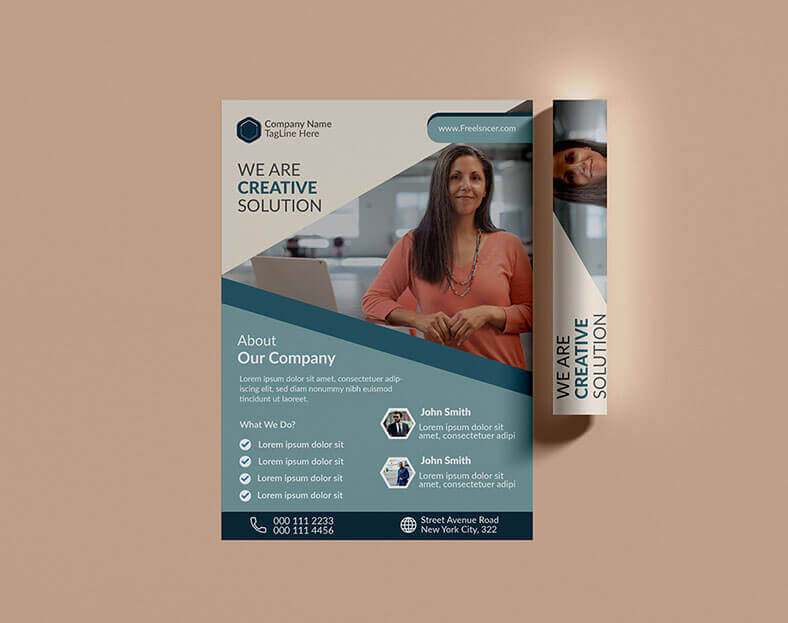 Company Name
TagLine Here
www.Freelsncer.com
WE ARE
CREATIVE
SOLUTION
About
Our Company
Lorem ipsum dolor sit amet, consectetuer adip-
iscing elit, sed diam nonummy nibh euismod
tincidunt ut laoreet.
What We Do?
Lorem ipsum dolor sit
Lorem ipsum dolor sit
Lorem ipsum dolor sit
Lorem ipsum dolor sit
John Smith
Lorem ipsum dolor sit
amet, consectetuer adipi
John Smith
Lorem ipsum dolor sit
amet, consectetuer adipi
000 111 2233
000 111 4456
Street Avenue Road
New York City, 322
WE ARE
CREATIVE
SOLUTION